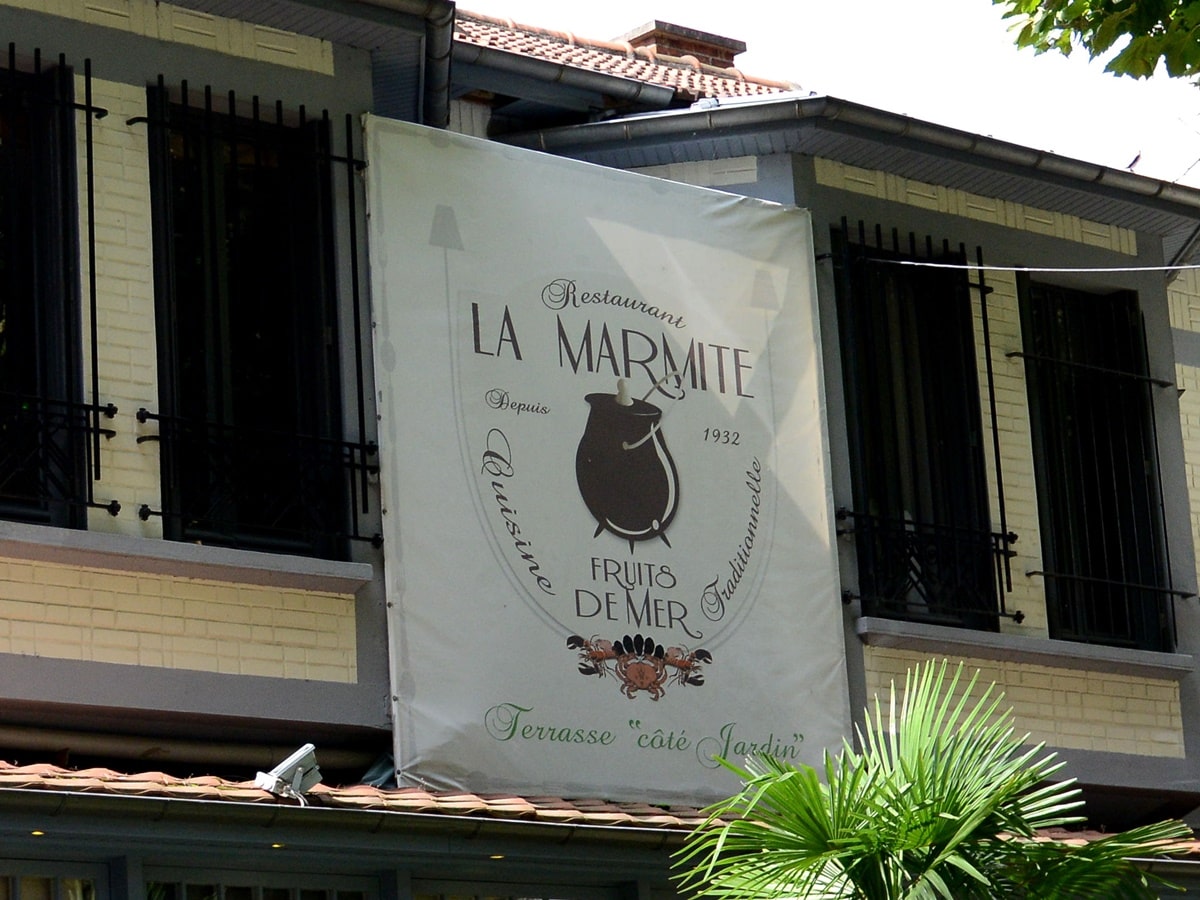 Restaurant
LA MARMITE
Depuis
1932
Cuisine
Traditionnelle
FRUITS
DE MER
Terrasse "côté Jardin"